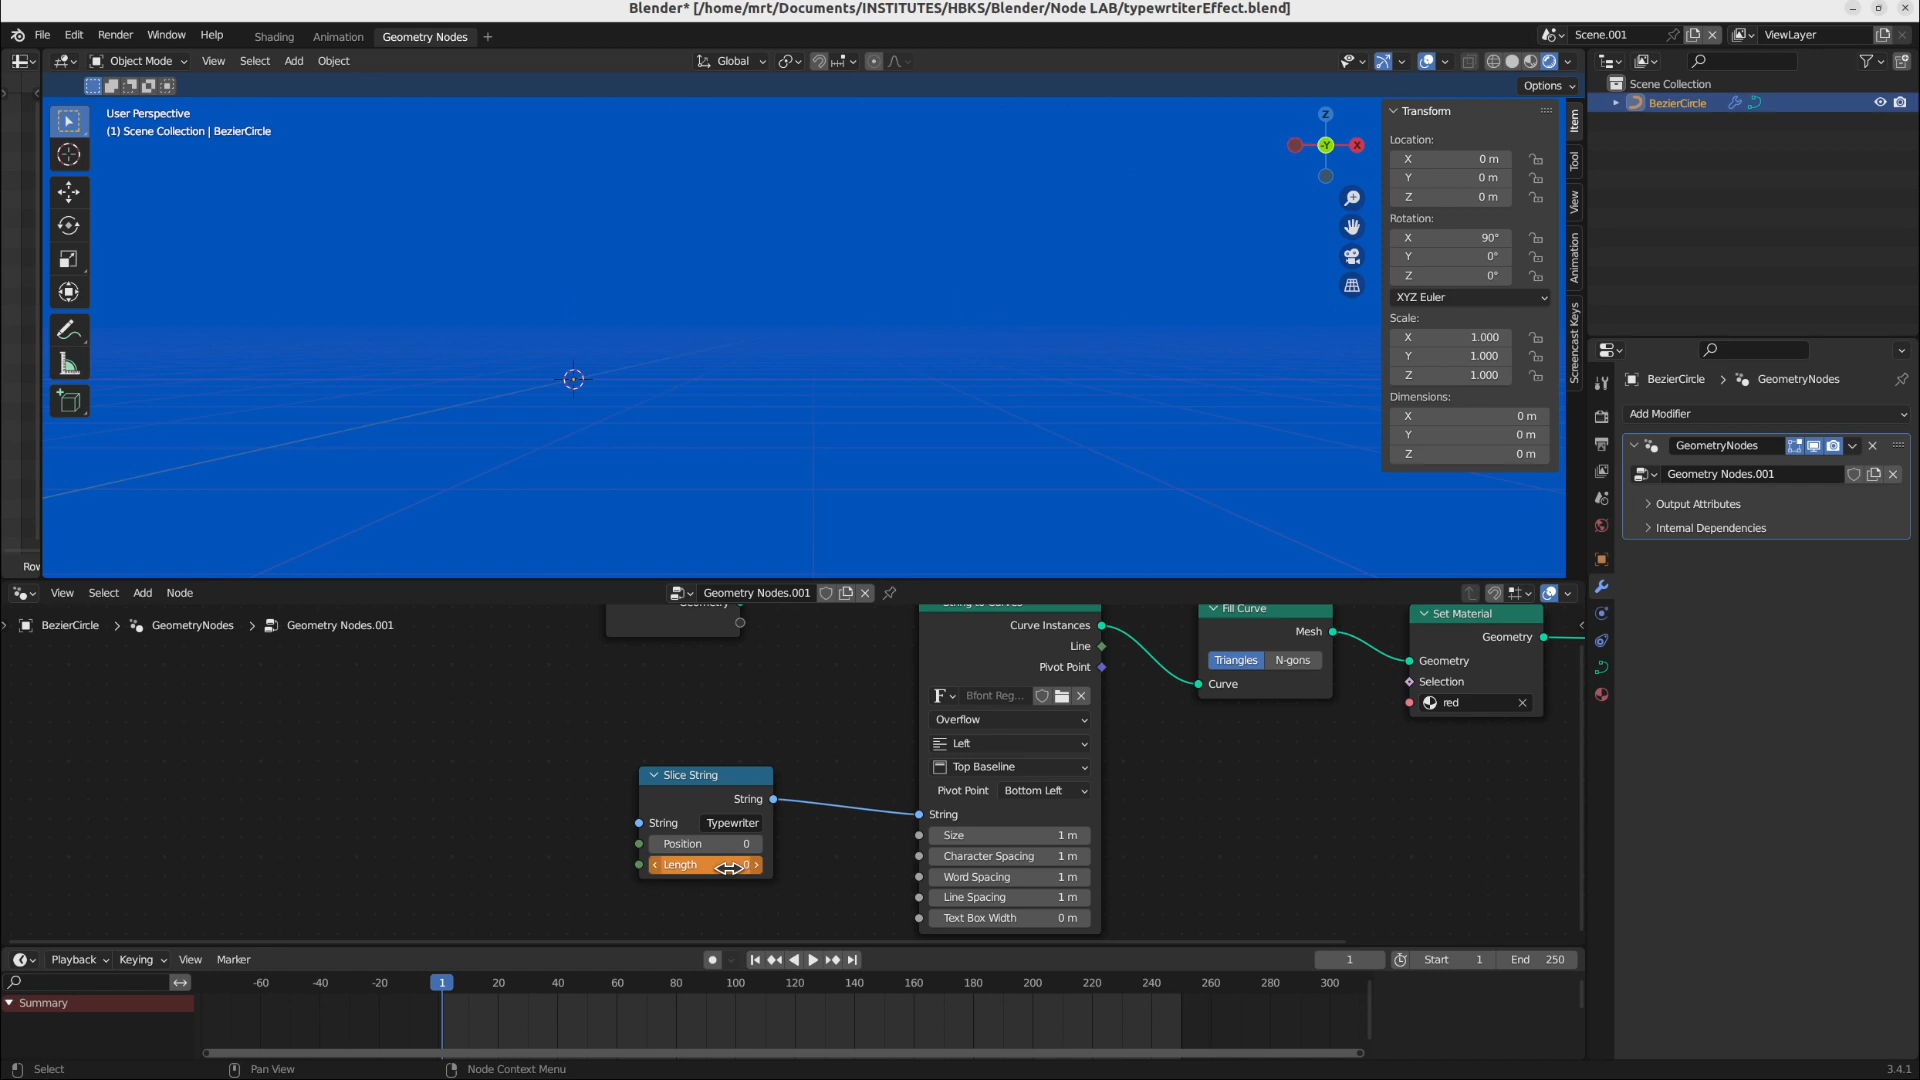 Blender* [/home/mrt/Documents/INSTITUTES/HBKS/Blender/Node LAB/typewrtiterEffect.blend]
File Edit Render Window Help Shading Animation Geometry Nodes + Scene.001 ViewLayer
Object Mode View Select Add Object Global
Options
User Perspective
(1) Scene Collection | BezierCircle
Z
-Y
X
Transform
Location:
X 0 m
Y 0 m
Z 0 m
Rotation:
X 90°
Y 0°
Z 0°
XYZ Euler
Scale:
X 1.000
Y 1.000
Z 1.000
Dimensions:
X 0 m
Y 0 m
Z 0 m
Item
Tool
View
Animation
Screencast Keys
Scene Collection
BezierCircle
BezierCircle > GeometryNodes
Add Modifier
GeometryNodes
Geometry Nodes.001
Output Attributes
Internal Dependencies
Row
View Select Add Node Geometry Nodes.001
BezierCircle > GeometryNodes > Geometry Nodes.001
Geometry
String to Curves
Curve Instances
Line
Pivot Point
F Bfont Reg...
Overflow
Left
Top Baseline
Pivot Point Bottom Left
String
Size 1 m
Character Spacing 1 m
Word Spacing 1 m
Line Spacing 1 m
Text Box Width 0 m
Fill Curve
Mesh
Triangles N-gons
Curve
Set Material
Geometry
Geometry
Selection
red
Slice String
String
String Typewriter
Position 0
Length 0
Playback Keying View Marker 1 Start 1 End 250
-60 -40 -20 1 20 40 60 80 100 120 140 160 180 200 220 240 260 280 300
Summary
Select Pan View Node Context Menu 3.4.1